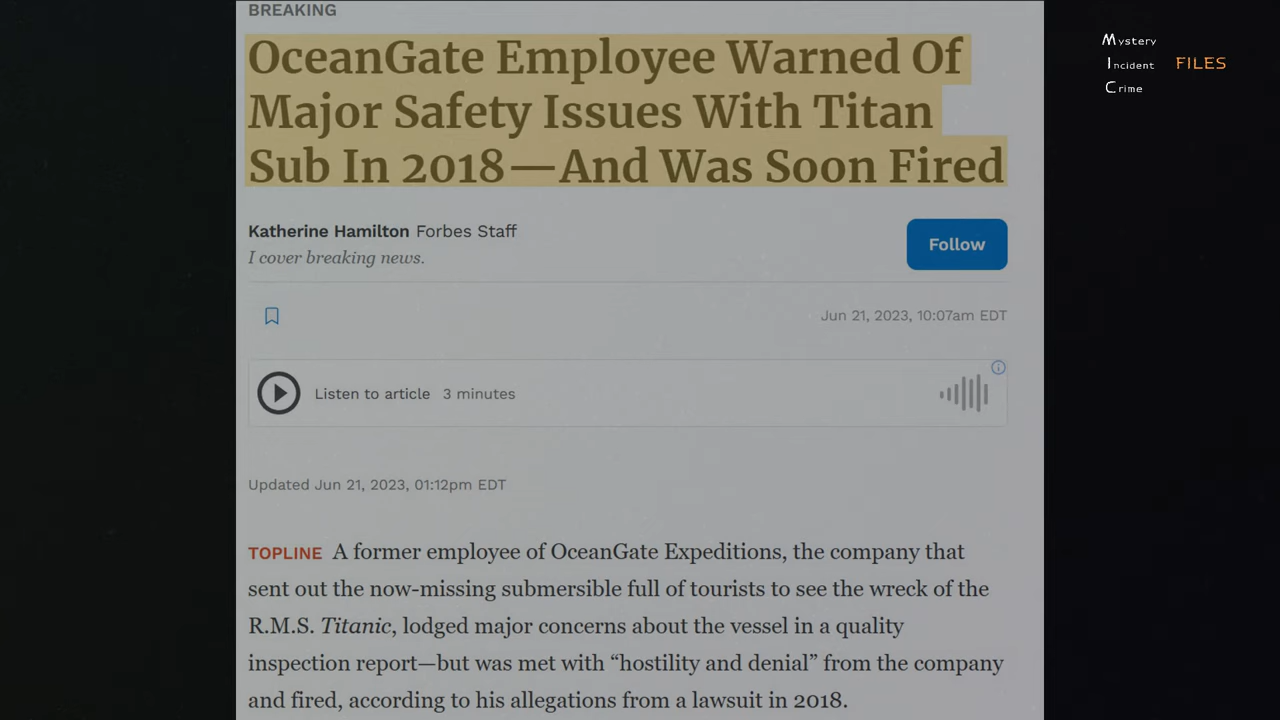 BREAKING
OceanGate Employee Warned Of
Major Safety Issues With Titan
Sub In 2018—And Was Soon Fired
Katherine Hamilton Forbes Staff
I cover breaking news.
Follow
Jun 21, 2023, 10:07am EDT
Listen to article 3 minutes
Updated Jun 21, 2023, 01:12pm EDT
TOPLINE A former employee of OceanGate Expeditions, the company that
sent out the now-missing submersible full of tourists to see the wreck of the
R.M.S. Titanic, lodged major concerns about the vessel in a quality
inspection report—but was met with “hostility and denial” from the company
and fired, according to his allegations from a lawsuit in 2018.
Mystery
Incident FILES
Crime